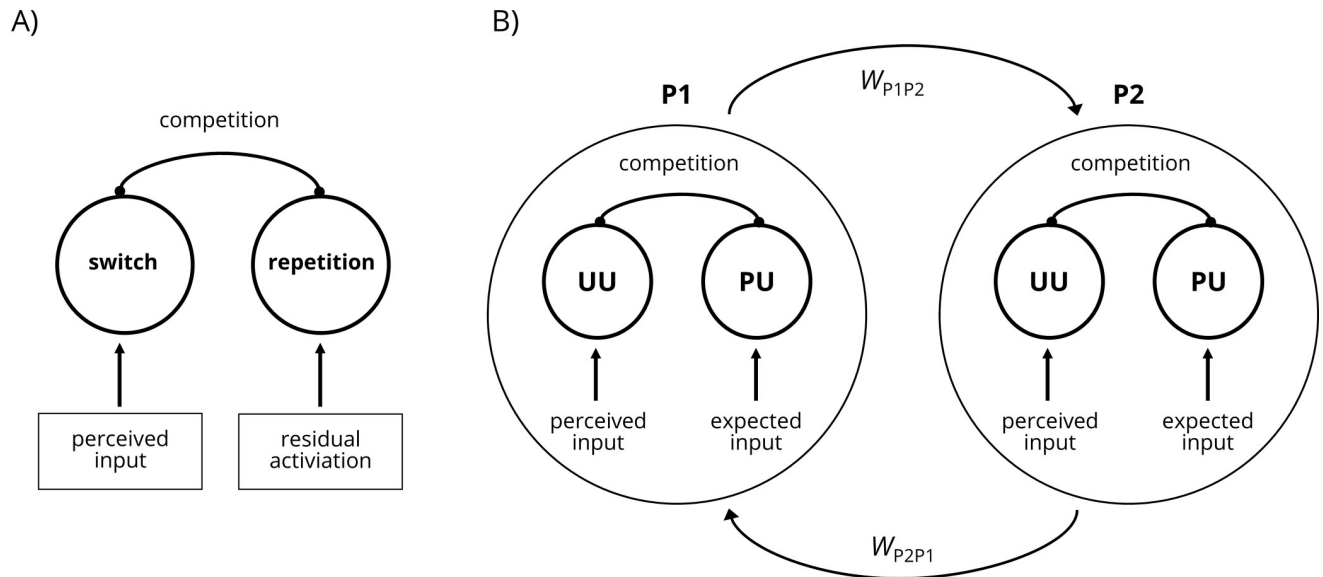 A)
competition
switch
repetition
perceived
input
residual
activiation
B)
W_P1P2
P1
P2
competition
UU
PU
perceived
input
expected
input
competition
UU
PU
perceived
input
expected
input
W_P2P1